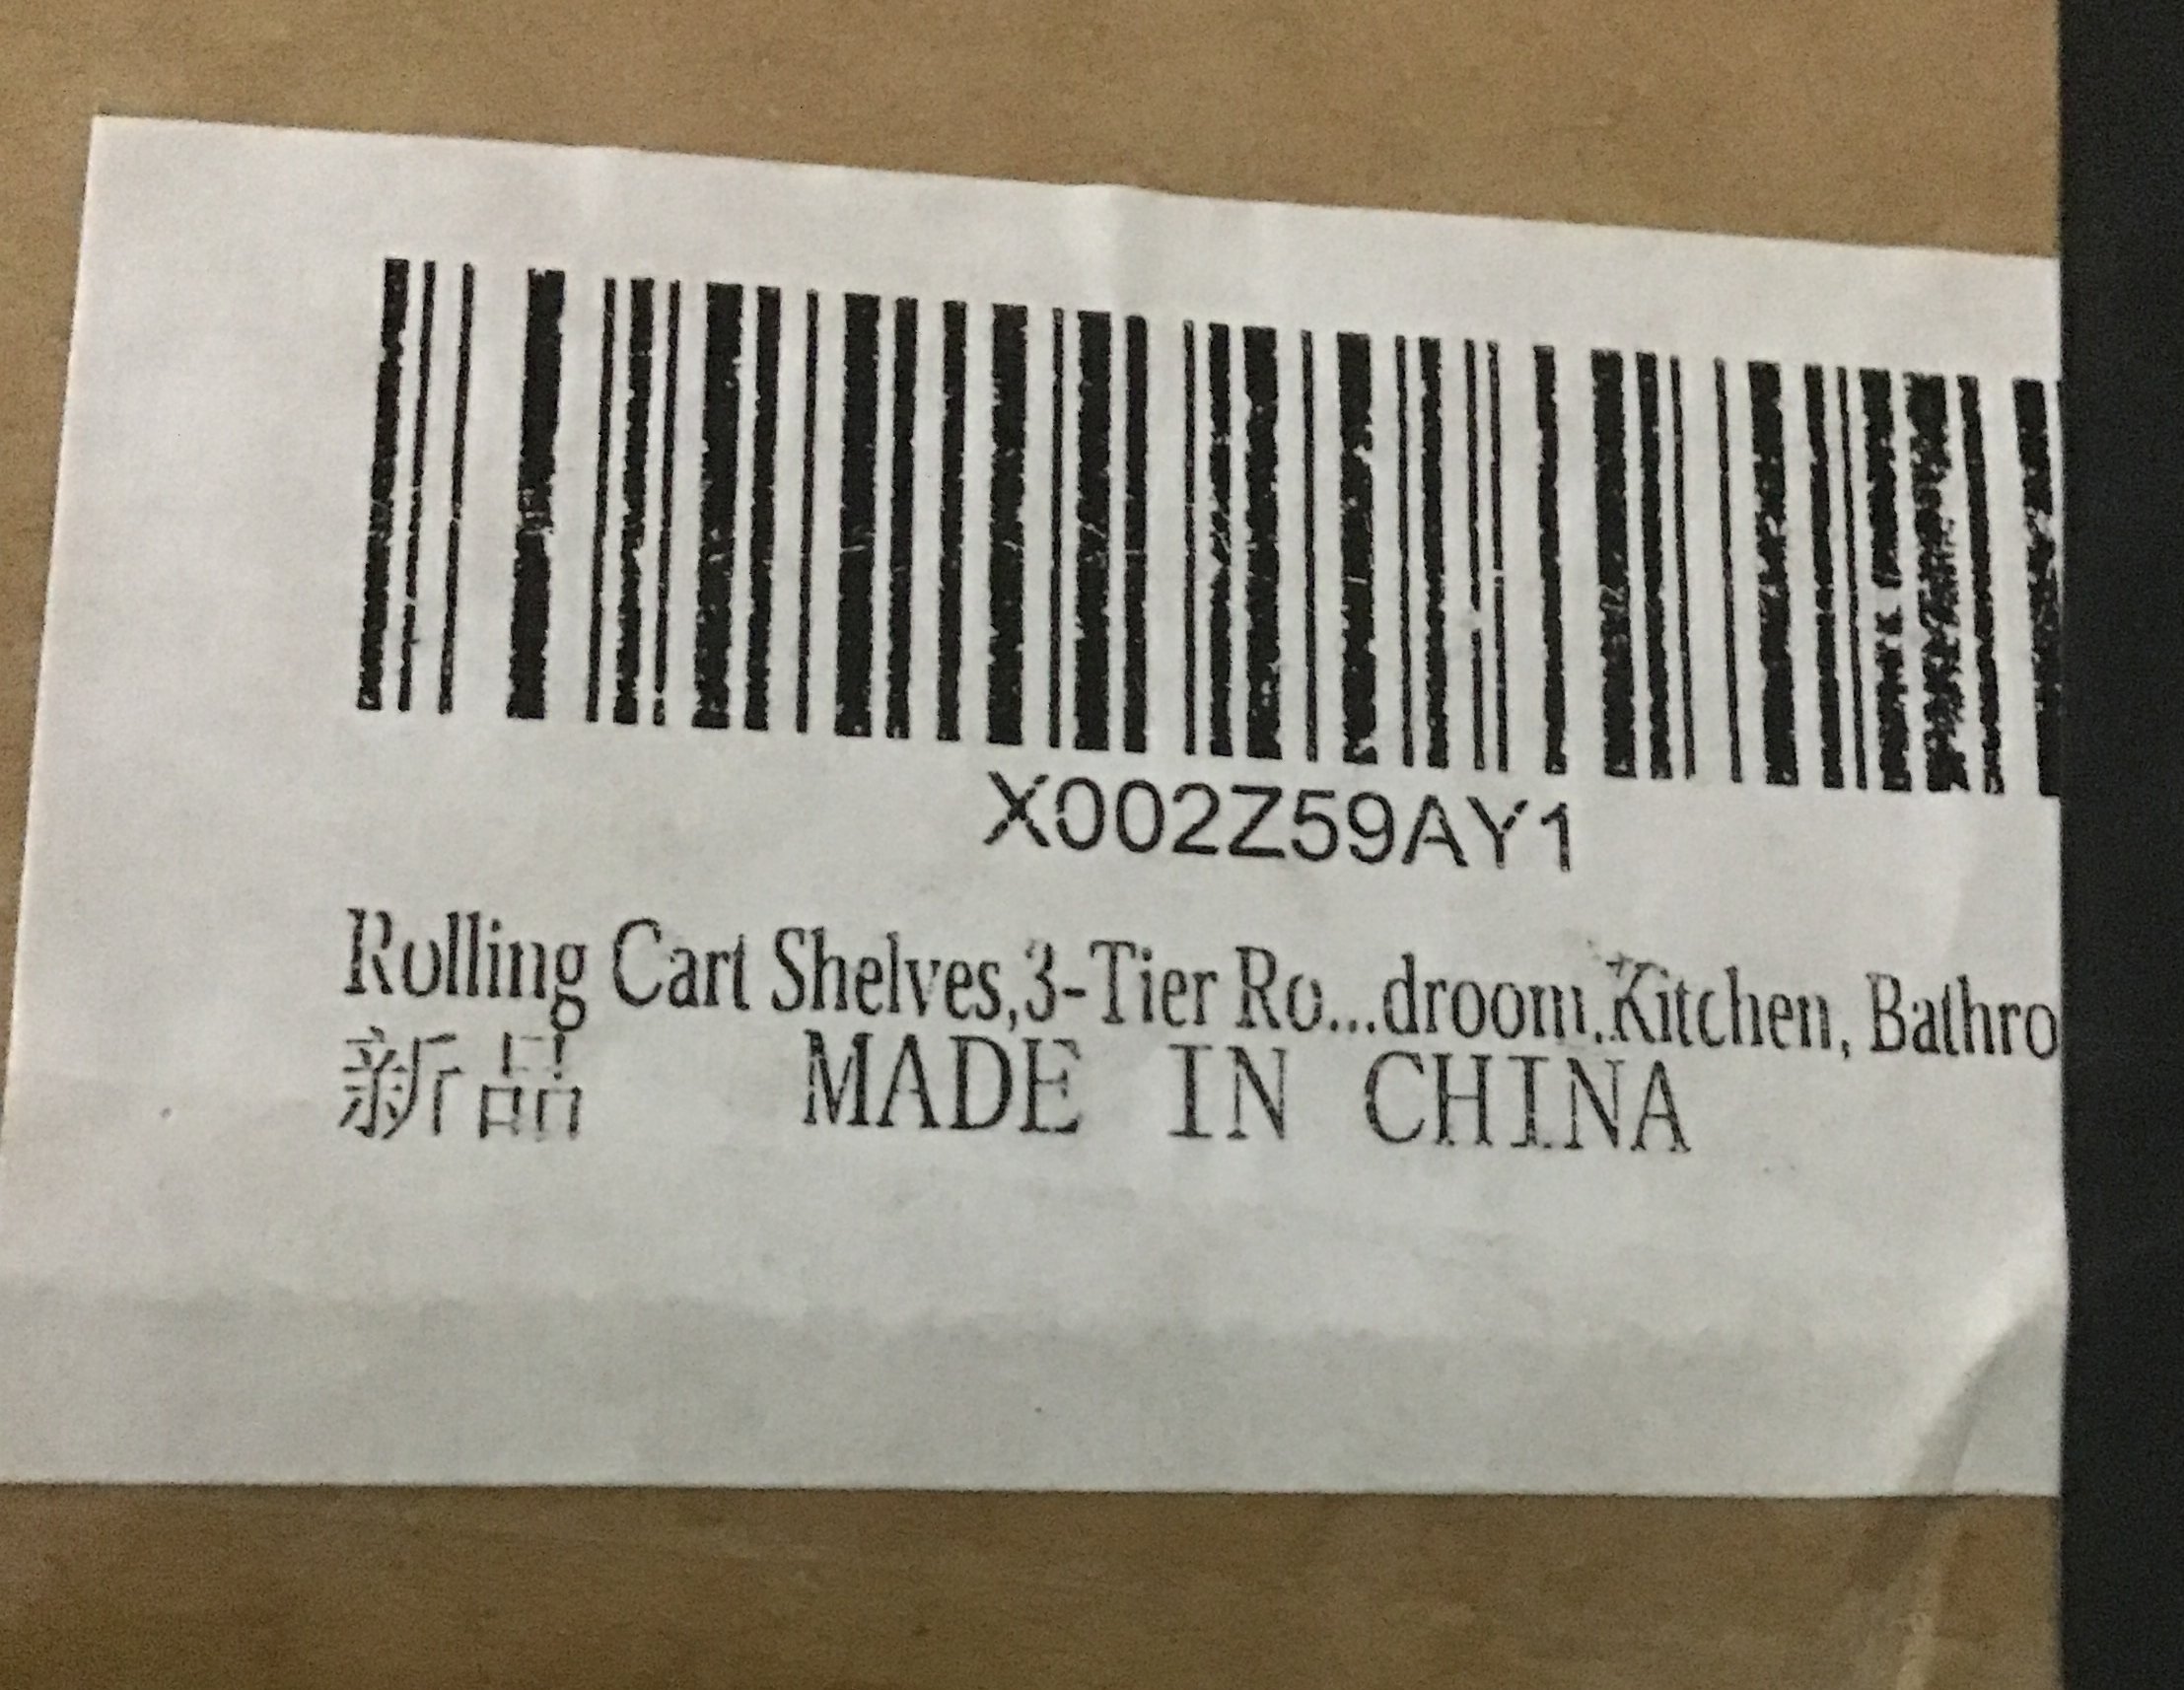 X002Z59AY1
Rolling Cart Shelves,3-Tier Ro...droom,Kitchen, Bathro
新品 MADE IN CHINA